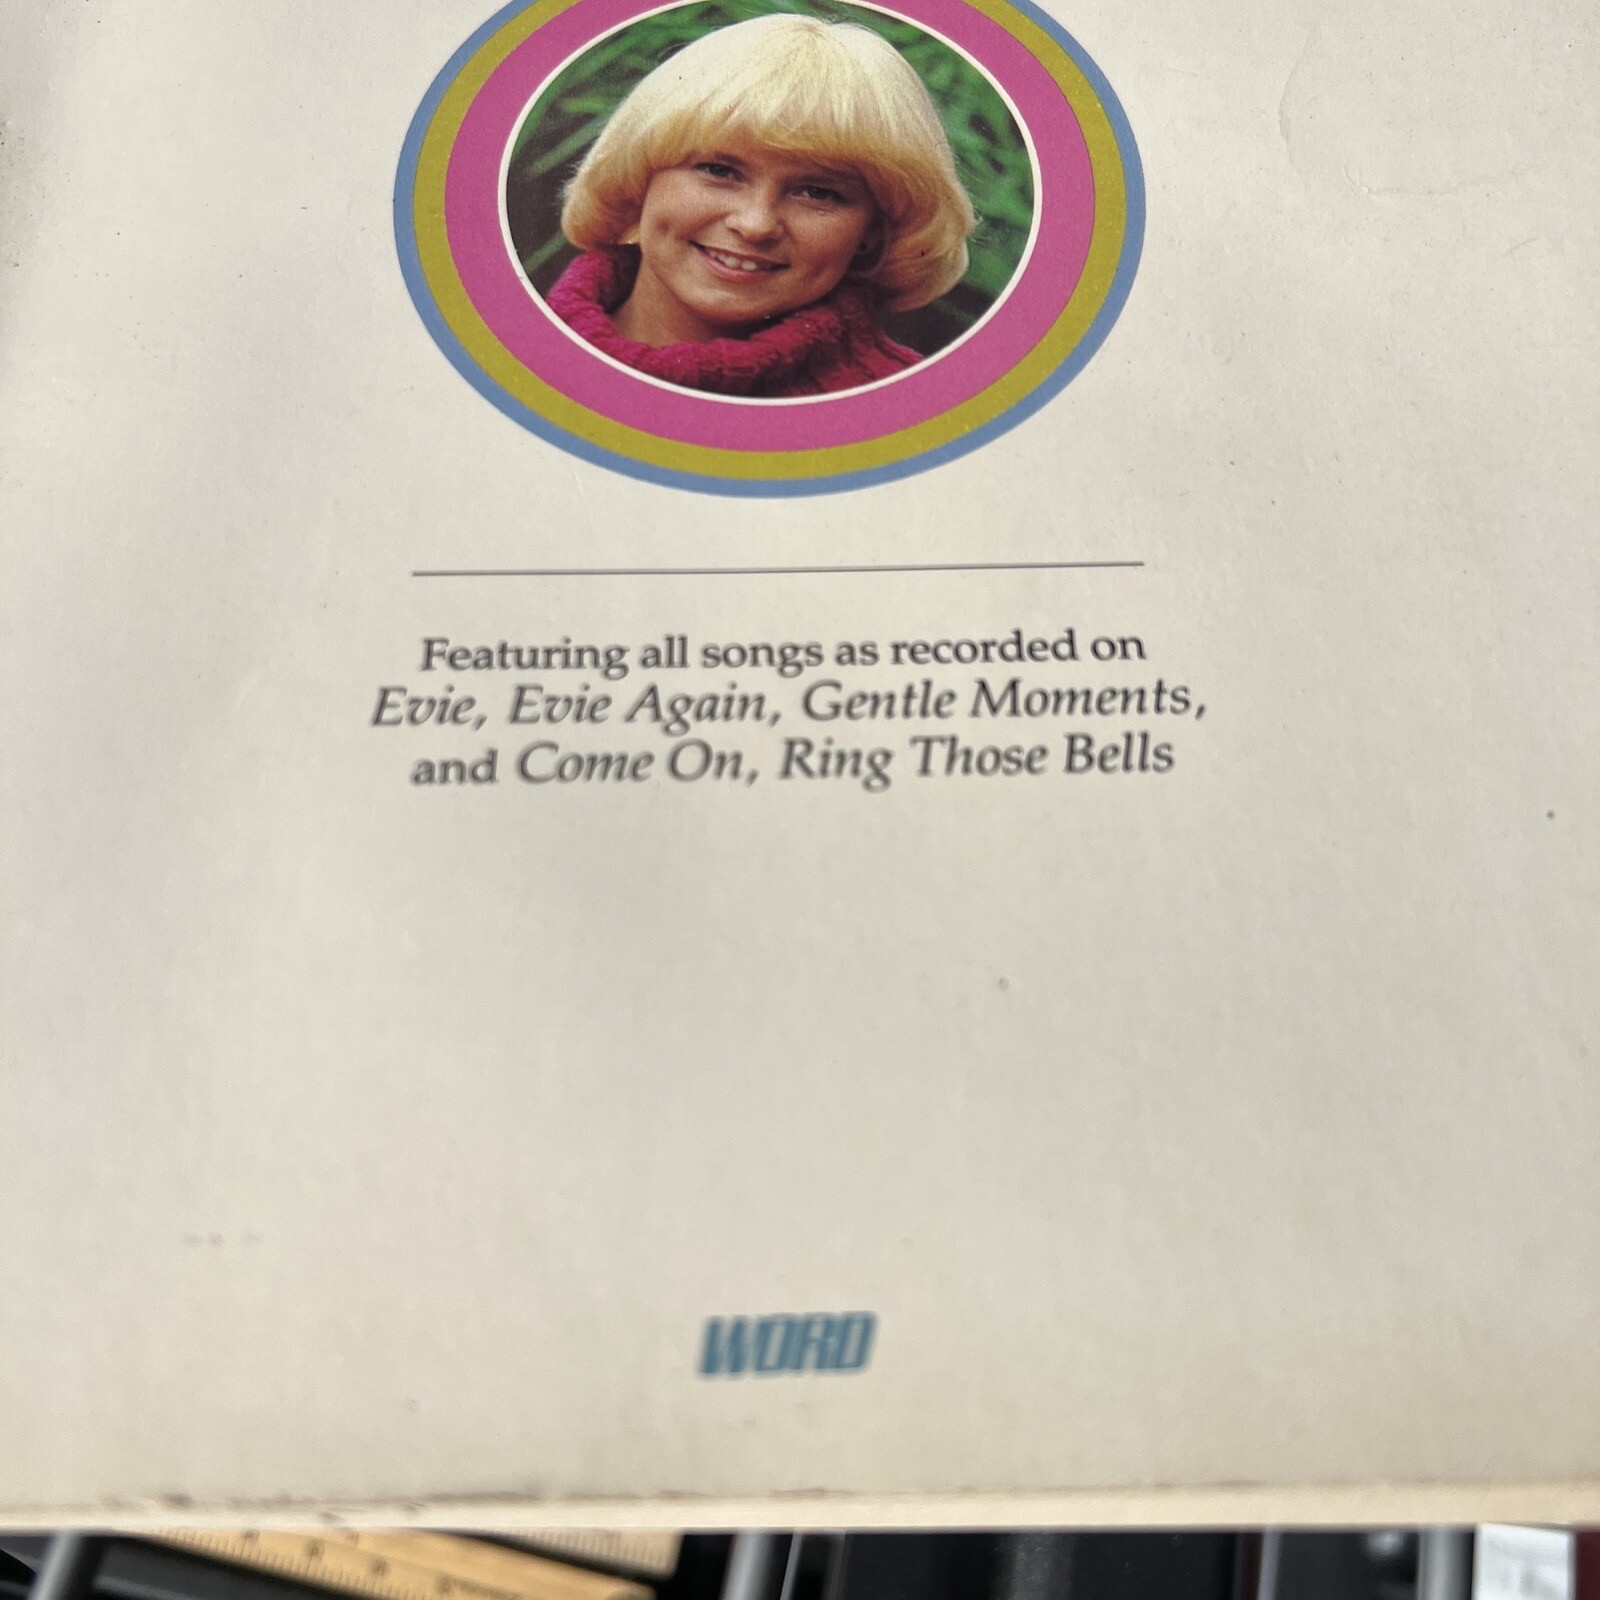 Featuring all songs as recorded on
Evie, Evie Again, Gentle Moments,
and Come On, Ring Those Bells
WORD